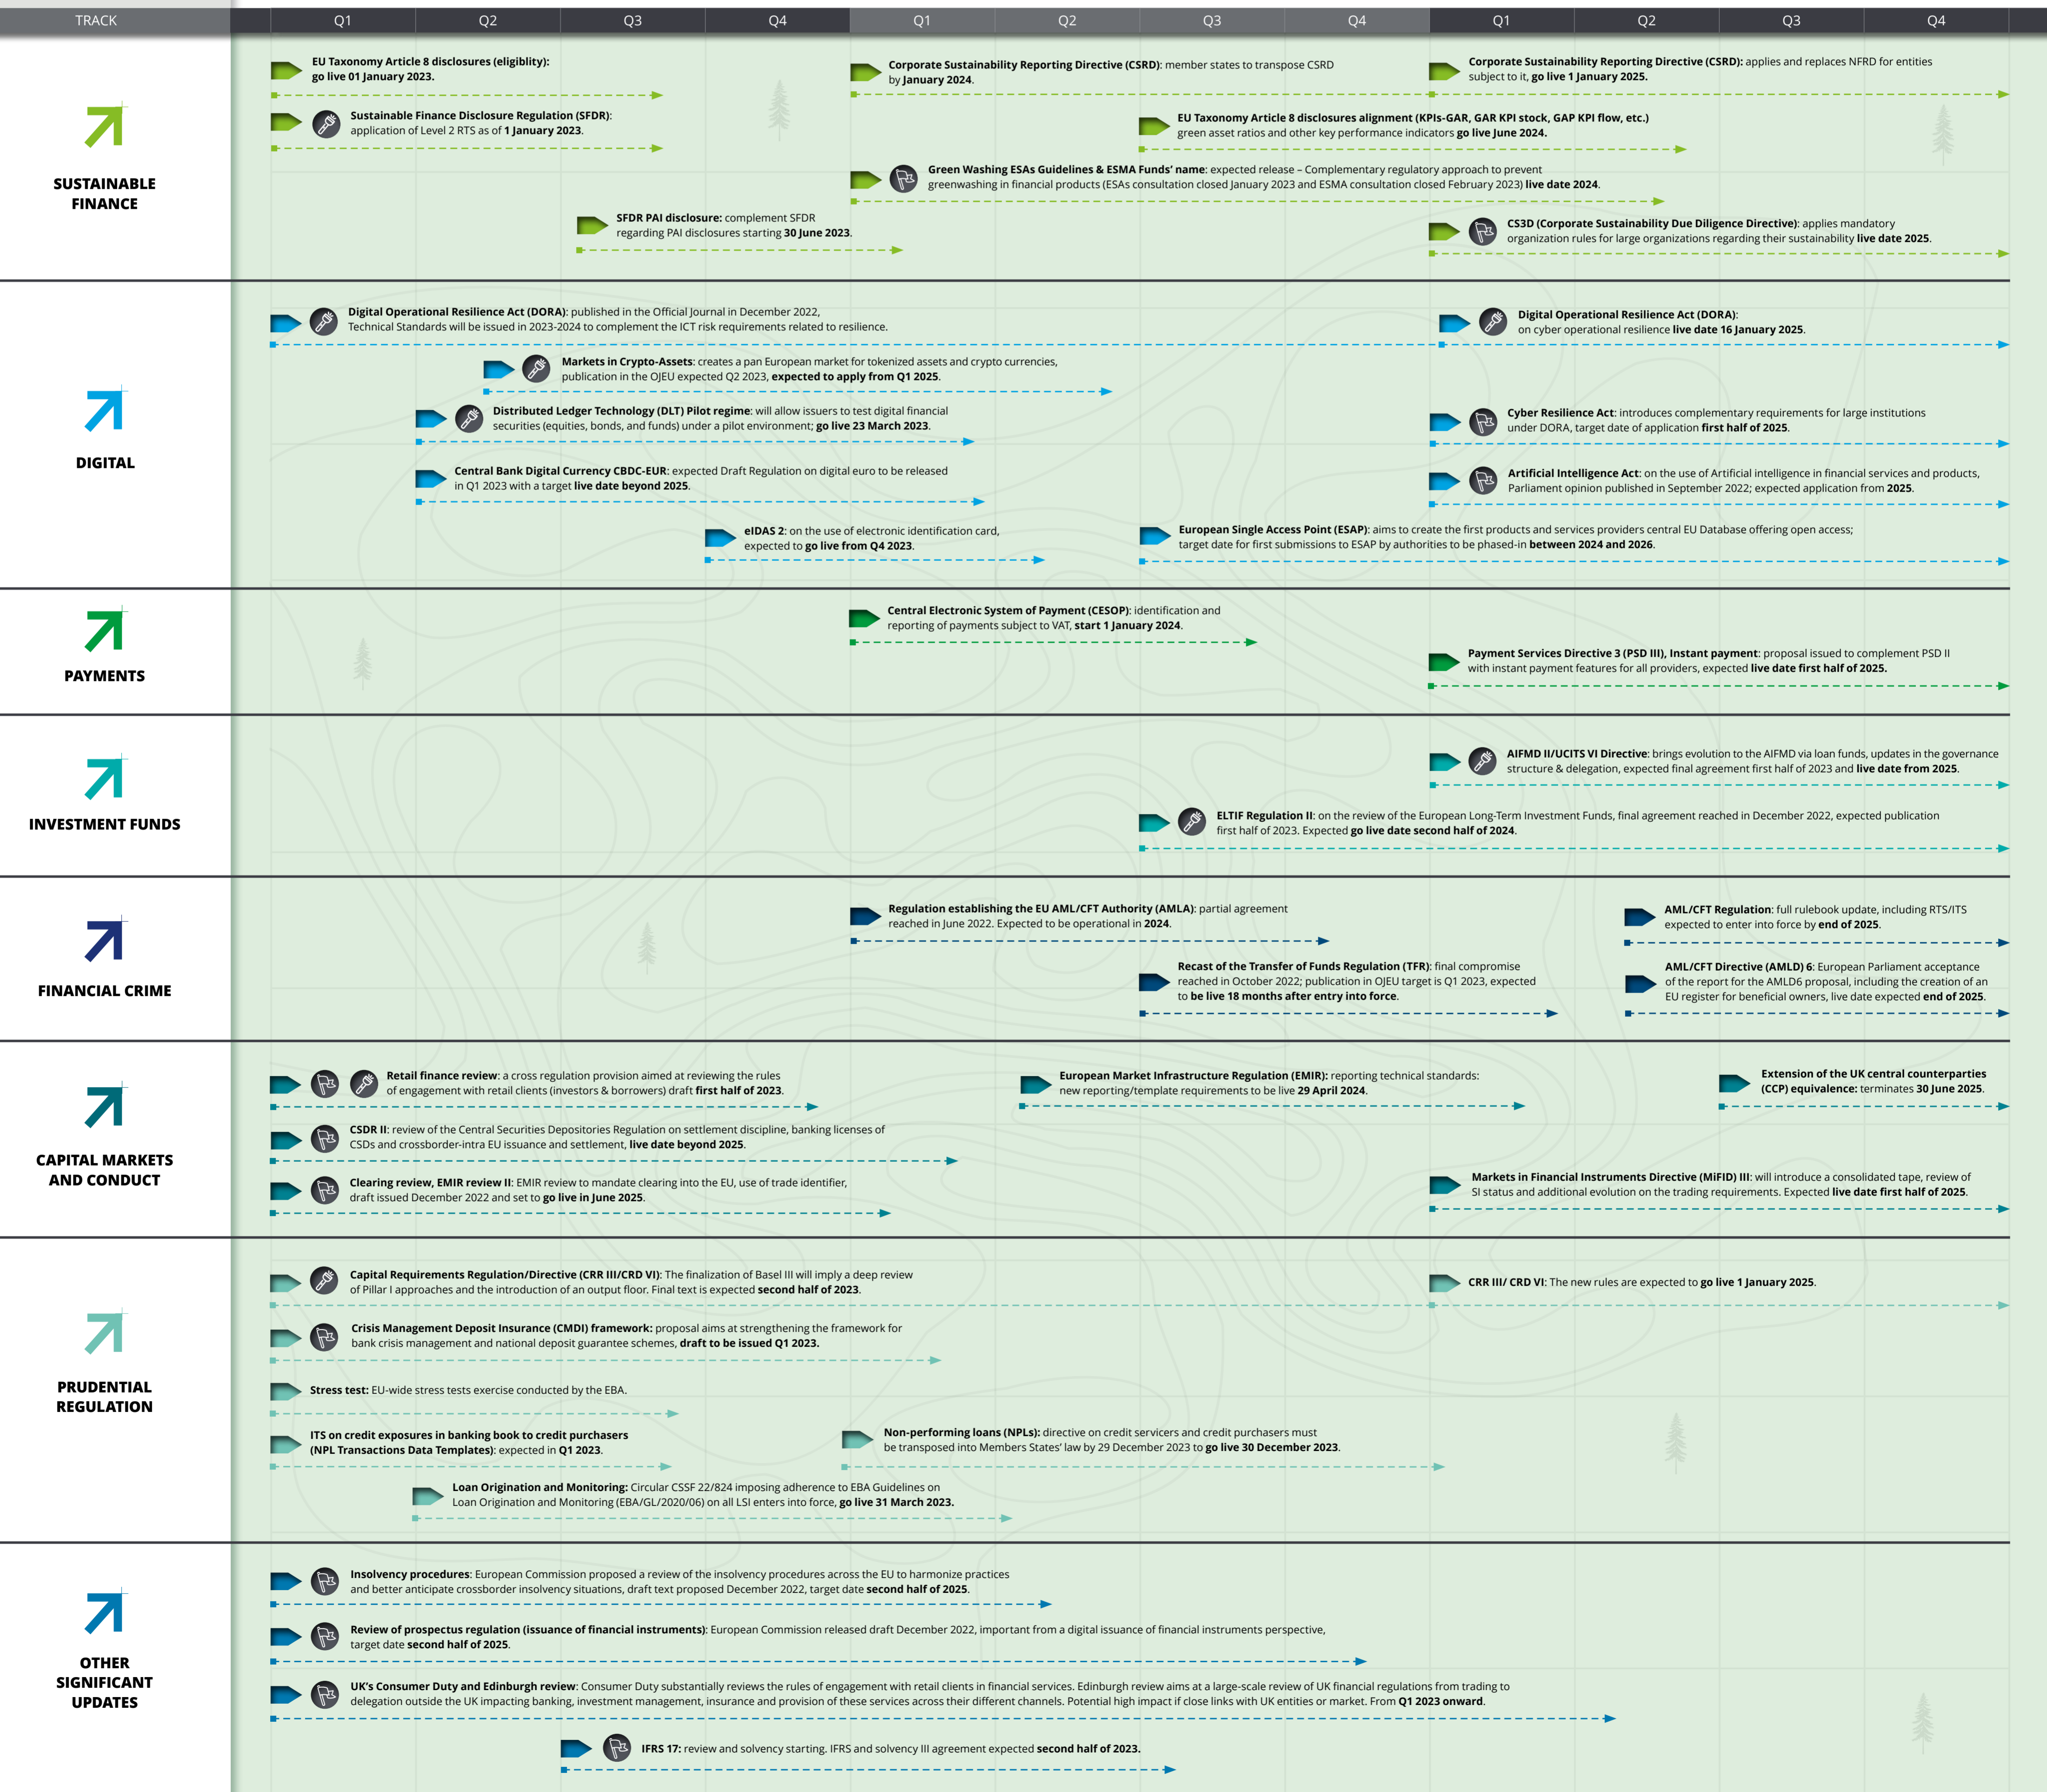 TRACK Q1 Q2 Q3 Q4 Q1 Q2 Q3 Q4 Q1 Q2 Q3 Q4
SUSTAINABLE
FINANCE
EU Taxonomy Article 8 disclosures (eligiblity):
go live 01 January 2023.
Corporate Sustainability Reporting Directive (CSRD): member states to transpose CSRD
by January 2024.
Corporate Sustainability Reporting Directive (CSRD): applies and replaces NFRD for entities
subject to it, go live 1 January 2025.
Sustainable Finance Disclosure Regulation (SFDR):
application of Level 2 RTS as of 1 January 2023.
EU Taxonomy Article 8 disclosures alignment (KPIs-GAR, GAR KPI stock, GAP KPI flow, etc.)
green asset ratios and other key performance indicators go live June 2024.
Green Washing ESAs Guidelines & ESMA Funds' name: expected release – Complementary regulatory approach to prevent
greenwashing in financial products (ESAs consultation closed January 2023 and ESMA consultation closed February 2023) live date 2024.
SFDR PAI disclosure: complement SFDR
regarding PAI disclosures starting 30 June 2023.
CS3D (Corporate Sustainability Due Diligence Directive): applies mandatory
organization rules for large organizations regarding their sustainability live date 2025.
DIGITAL
Digital Operational Resilience Act (DORA): published in the Official Journal in December 2022,
Technical Standards will be issued in 2023-2024 to complement the ICT risk requirements related to resilience.
Digital Operational Resilience Act (DORA):
on cyber operational resilience live date 16 January 2025.
Markets in Crypto-Assets: creates a pan European market for tokenized assets and crypto currencies,
publication in the OJEU expected Q2 2023, expected to apply from Q1 2025.
Distributed Ledger Technology (DLT) Pilot regime: will allow issuers to test digital financial
securities (equities, bonds, and funds) under a pilot environment; go live 23 March 2023.
Cyber Resilience Act: introduces complementary requirements for large institutions
under DORA, target date of application first half of 2025.
Central Bank Digital Currency CBDC-EUR: expected Draft Regulation on digital euro to be released
in Q1 2023 with a target live date beyond 2025.
Artificial Intelligence Act: on the use of Artificial intelligence in financial services and products,
Parliament opinion published in September 2022; expected application from 2025.
eIDAS 2: on the use of electronic identification card,
expected to go live from Q4 2023.
European Single Access Point (ESAP): aims to create the first products and services providers central EU Database offering open access;
target date for first submissions to ESAP by authorities to be phased-in between 2024 and 2026.
PAYMENTS
Central Electronic System of Payment (CESOP): identification and
reporting of payments subject to VAT, start 1 January 2024.
Payment Services Directive 3 (PSD III), Instant payment: proposal issued to complement PSD II
with instant payment features for all providers, expected live date first half of 2025.
INVESTMENT FUNDS
AIFMD II/UCITS VI Directive: brings evolution to the AIFMD via loan funds, updates in the governance
structure & delegation, expected final agreement first half of 2023 and live date from 2025.
ELTIF Regulation II: on the review of the European Long-Term Investment Funds, final agreement reached in December 2022, expected publication
first half of 2023. Expected go live date second half of 2024.
FINANCIAL CRIME
Regulation establishing the EU AML/CFT Authority (AMLA): partial agreement
reached in June 2022. Expected to be operational in 2024.
AML/CFT Regulation: full rulebook update, including RTS/ITS
expected to enter into force by end of 2025.
Recast of the Transfer of Funds Regulation (TFR): final compromise
reached in October 2022; publication in OJEU target is Q1 2023, expected
to be live 18 months after entry into force.
AML/CFT Directive (AMLD) 6: European Parliament acceptance
of the report for the AMLD6 proposal, including the creation of an
EU register for beneficial owners, live date expected end of 2025.
CAPITAL MARKETS
AND CONDUCT
Retail finance review: a cross regulation provision aimed at reviewing the rules
of engagement with retail clients (investors & borrowers) draft first half of 2023.
European Market Infrastructure Regulation (EMIR): reporting technical standards:
new reporting/template requirements to be live 29 April 2024.
Extension of the UK central counterparties
(CCP) equivalence: terminates 30 June 2025.
CSDR II: review of the Central Securities Depositories Regulation on settlement discipline, banking licenses of
CSDs and crossborder-intra EU issuance and settlement, live date beyond 2025.
Clearing review, EMIR review II: EMIR review to mandate clearing into the EU, use of trade identifier,
draft issued December 2022 and set to go live in June 2025.
Markets in Financial Instruments Directive (MiFID) III: will introduce a consolidated tape, review of
SI status and additional evolution on the trading requirements. Expected live date first half of 2025.
PRUDENTIAL
REGULATION
Capital Requirements Regulation/Directive (CRR III/CRD VI): The finalization of Basel III will imply a deep review
of Pillar I approaches and the introduction of an output floor. Final text is expected second half of 2023.
CRR III/ CRD VI: The new rules are expected to go live 1 January 2025.
Crisis Management Deposit Insurance (CMDI) framework: proposal aims at strengthening the framework for
bank crisis management and national deposit guarantee schemes, draft to be issued Q1 2023.
Stress test: EU-wide stress tests exercise conducted by the EBA.
ITS on credit exposures in banking book to credit purchasers
(NPL Transactions Data Templates): expected in Q1 2023.
Non-performing loans (NPLs): directive on credit servicers and credit purchasers must
be transposed into Members States' law by 29 December 2023 to go live 30 December 2023.
Loan Origination and Monitoring: Circular CSSF 22/824 imposing adherence to EBA Guidelines on
Loan Origination and Monitoring (EBA/GL/2020/06) on all LSI enters into force, go live 31 March 2023.
OTHER
SIGNIFICANT
UPDATES
Insolvency procedures: European Commission proposed a review of the insolvency procedures across the EU to harmonize practices
and better anticipate crossborder insolvency situations, draft text proposed December 2022, target date second half of 2025.
Review of prospectus regulation (issuance of financial instruments): European Commission released draft December 2022, important from a digital issuance of financial instruments perspective,
target date second half of 2025.
UK's Consumer Duty and Edinburgh review: Consumer Duty substantially reviews the rules of engagement with retail clients in financial services. Edinburgh review aims at a large-scale review of UK financial regulations from trading to
delegation outside the UK impacting banking, investment management, insurance and provision of these services across their different channels. Potential high impact if close links with UK entities or market. From Q1 2023 onward.
IFRS 17: review and solvency starting. IFRS and solvency III agreement expected second half of 2023.